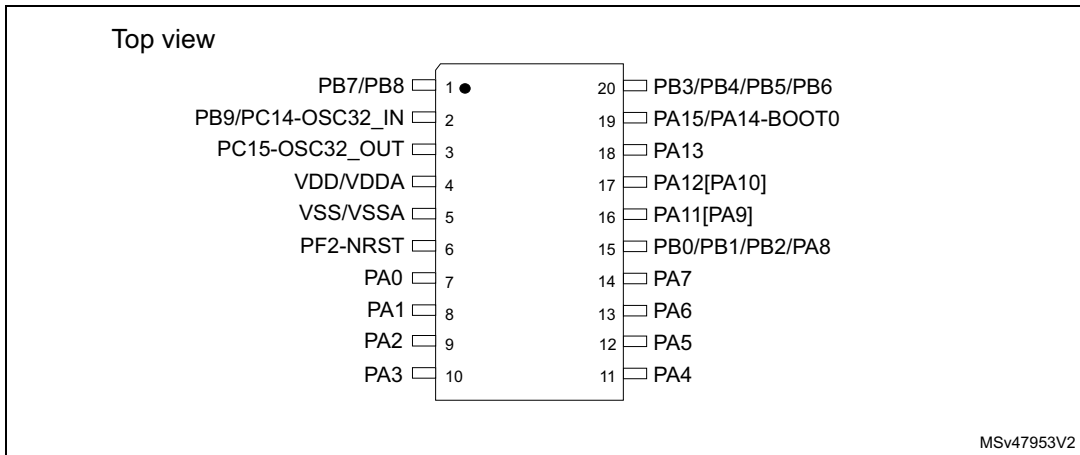 Top view
PB7/PB8 1 20 PB3/PB4/PB5/PB6
PB9/PC14-OSC32_IN 2 19 PA15/PA14-BOOT0
PC15-OSC32_OUT 3 18 PA13
VDD/VDDA 4 17 PA12[PA10]
VSS/VSSA 5 16 PA11[PA9]
PF2-NRST 6 15 PB0/PB1/PB2/PA8
PA0 7 14 PA7
PA1 8 13 PA6
PA2 9 12 PA5
PA3 10 11 PA4
MSv47953V2